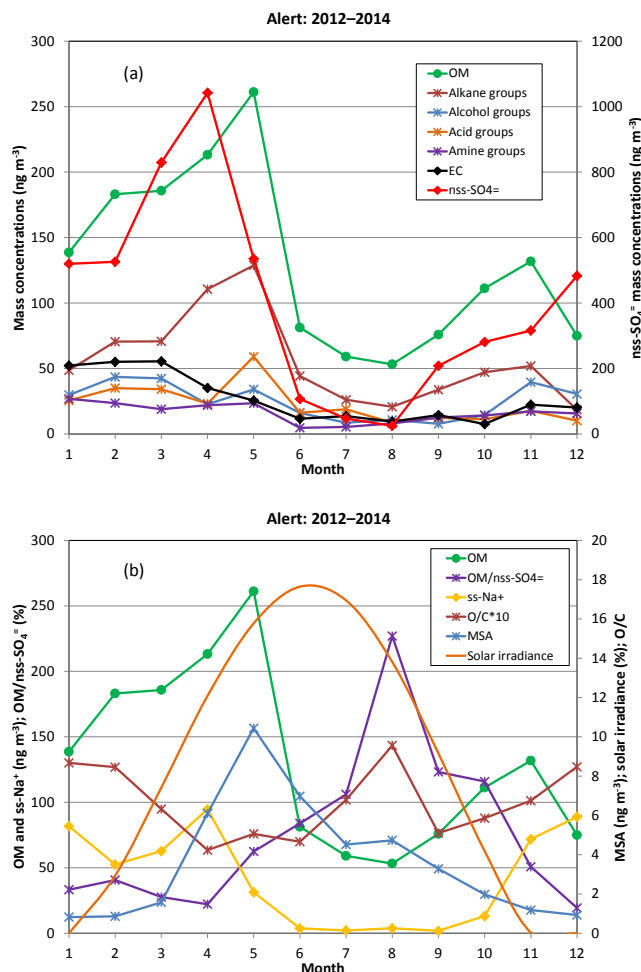 Alert: 2012–2014
300
250
200
150
100
50
0
Mass concentrations (ng m⁻³)
(a)
OM
Alkane groups
Alcohol groups
Acid groups
Amine groups
EC
nss-SO4=
1200
1000
800
600
400
200
0
nss-SO₄⁼ mass concentrations (ng m⁻³)
1 2 3 4 5 6 7 8 9 10 11 12
Month
Alert: 2012–2014
300
250
200
150
100
50
0
OM and ss-Na⁺ (ng m⁻³); OM/nss-SO₄⁼ (%)
(b)
OM
OM/nss-SO4=
ss-Na+
O/C*10
MSA
Solar irradiance
20
18
16
14
12
10
8
6
4
2
0
MSA (ng m⁻³); solar irradiance (%); O/C
1 2 3 4 5 6 7 8 9 10 11 12
Month